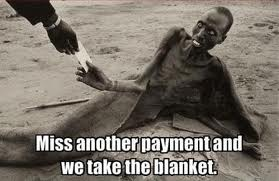 Miss another payment and
we take the blanket.